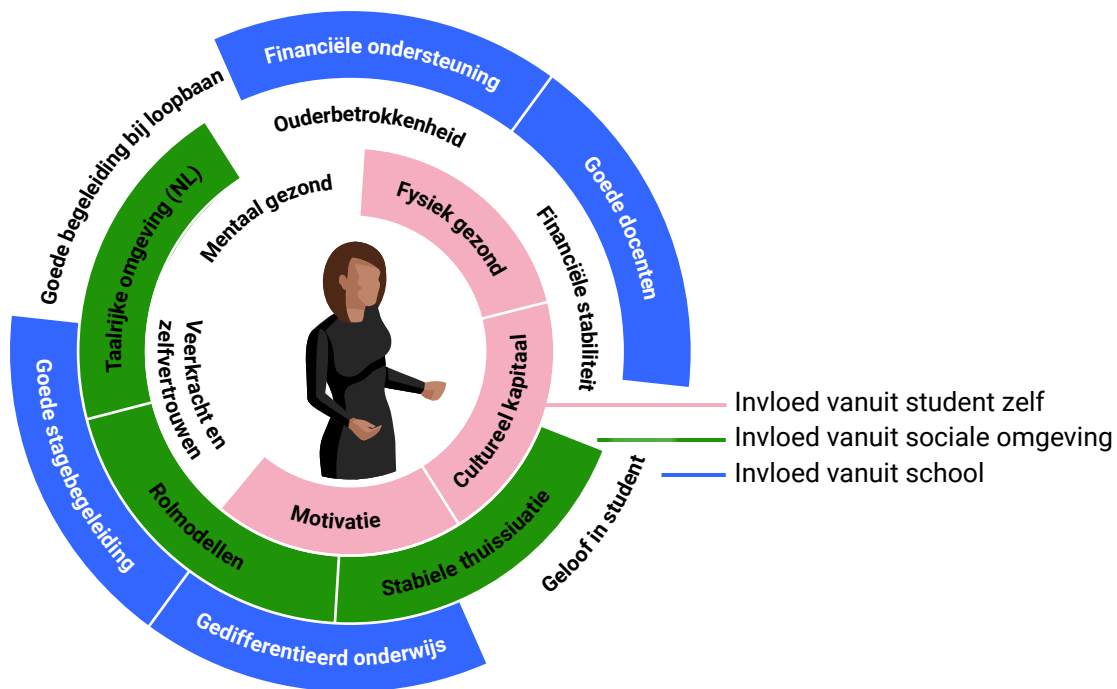 Financiële ondersteuning
Goede docenten
Goede begeleiding bij loopbaan
Ouderbetrokkenheid
Financiële stabiliteit
Taalrijke omgeving (NL)
Mentaal gezond
Fysiek gezond
Veerkracht en
zelfvertrouwen
Cultureel kapitaal
Motivatie
Rolmodellen
Stabiele thuissiuatie
Geloof in student
Goede stagebegeleiding
Gedifferentieerd onderwijs
Invloed vanuit student zelf
Invloed vanuit sociale omgeving
Invloed vanuit school